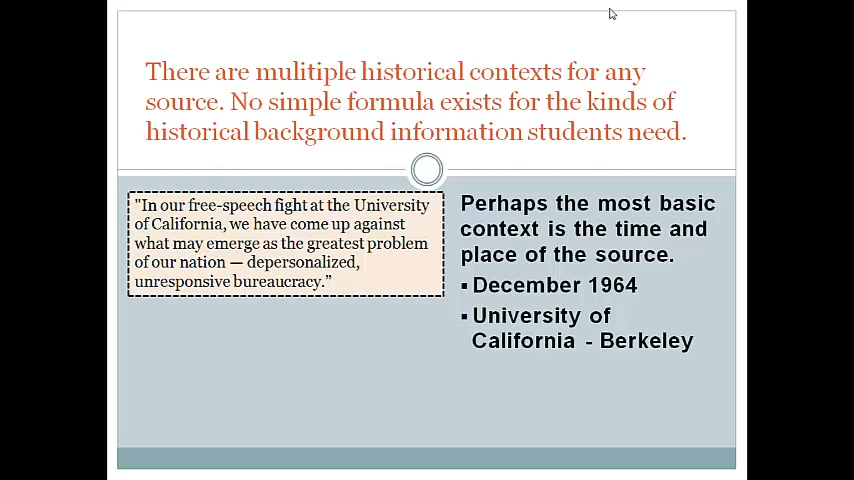 There are mulitiple historical contexts for any
source. No simple formula exists for the kinds of
historical background information students need.
"In our free-speech fight at the University
of California, we have come up against
what may emerge as the greatest problem
of our nation — depersonalized,
unresponsive bureaucracy.”
Perhaps the most basic
context is the time and
place of the source.
▪ December 1964
▪ University of
California - Berkeley